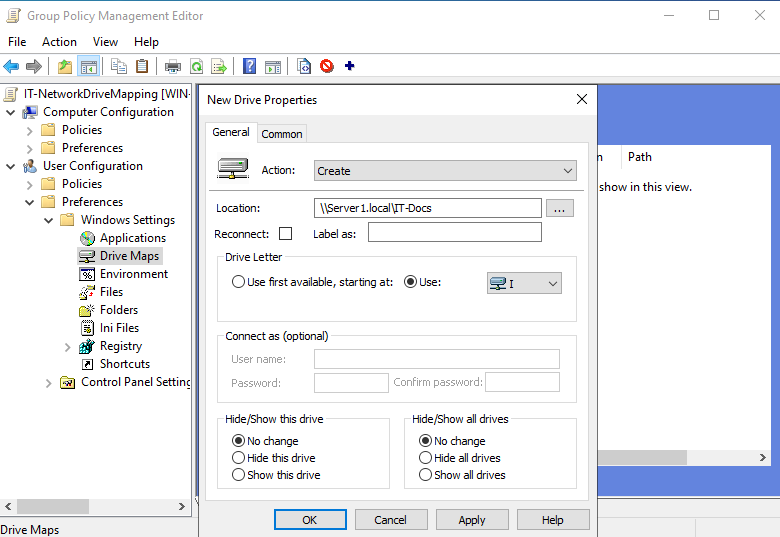 Group Policy Management Editor
File Action View Help
IT-NetworkDriveMapping [WIN-
Computer Configuration
Policies
Preferences
User Configuration
Policies
Preferences
Windows Settings
Applications
Drive Maps
Environment
Files
Folders
Ini Files
Registry
Shortcuts
Control Panel Setting
Drive Maps
New Drive Properties
General Common
Action: Create
Location: \\Server1.local\IT-Docs ...
Reconnect: Label as:
Drive Letter
Use first available, starting at: Use: I
Connect as (optional)
User name:
Password: Confirm password:
Hide/Show this drive
No change
Hide this drive
Show this drive
Hide/Show all drives
No change
Hide all drives
Show all drives
OK Cancel Apply Help
n Path
show in this view.